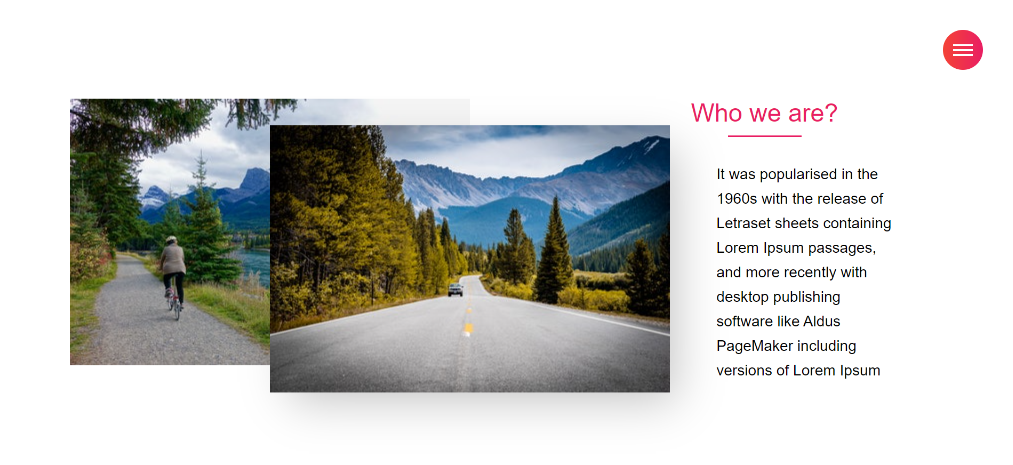 Who we are?
It was popularised in the
1960s with the release of
Letraset sheets containing
Lorem Ipsum passages,
and more recently with
desktop publishing
software like Aldus
PageMaker including
versions of Lorem Ipsum